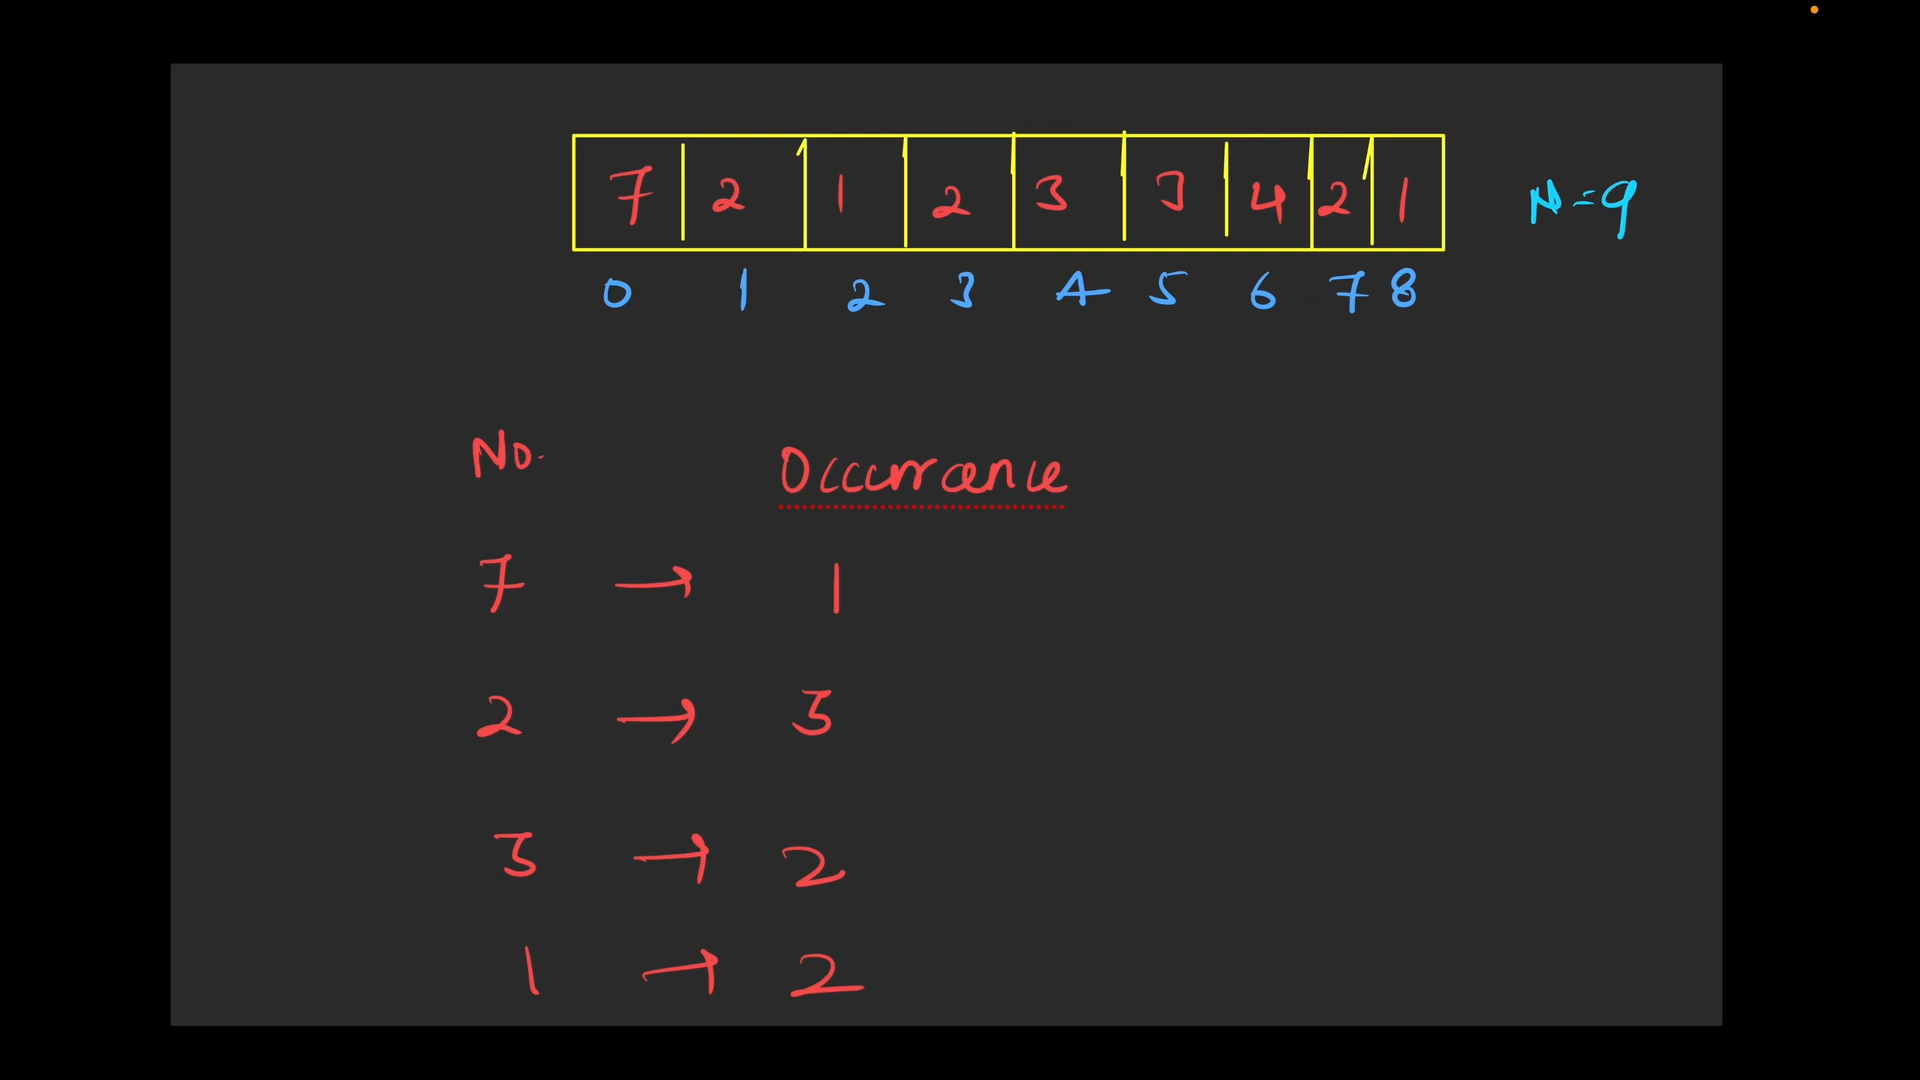 7 2 1 2 3 3 4 2 1 N=9
0 1 2 3 4 5 6 7 8
No. Occurrance
7 → 1
2 → 3
3 → 2
1 → 2